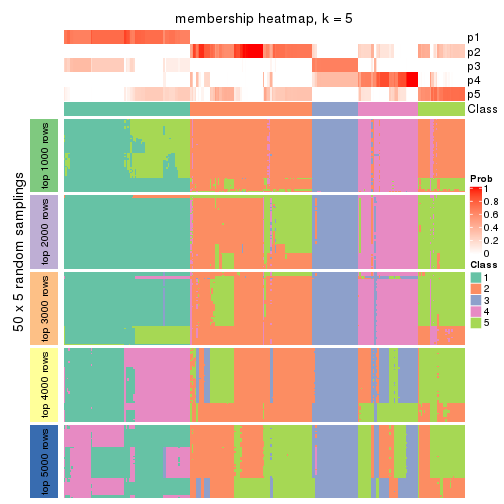 membership heatmap, k = 5
p1
p2
p3
p4
p5
Class
50 x 5 random samplings
top 1000 rows
top 2000 rows
top 3000 rows
top 4000 rows
top 5000 rows
Prob
1
0.8
0.6
0.4
0.2
0
Class
1
2
3
4
5